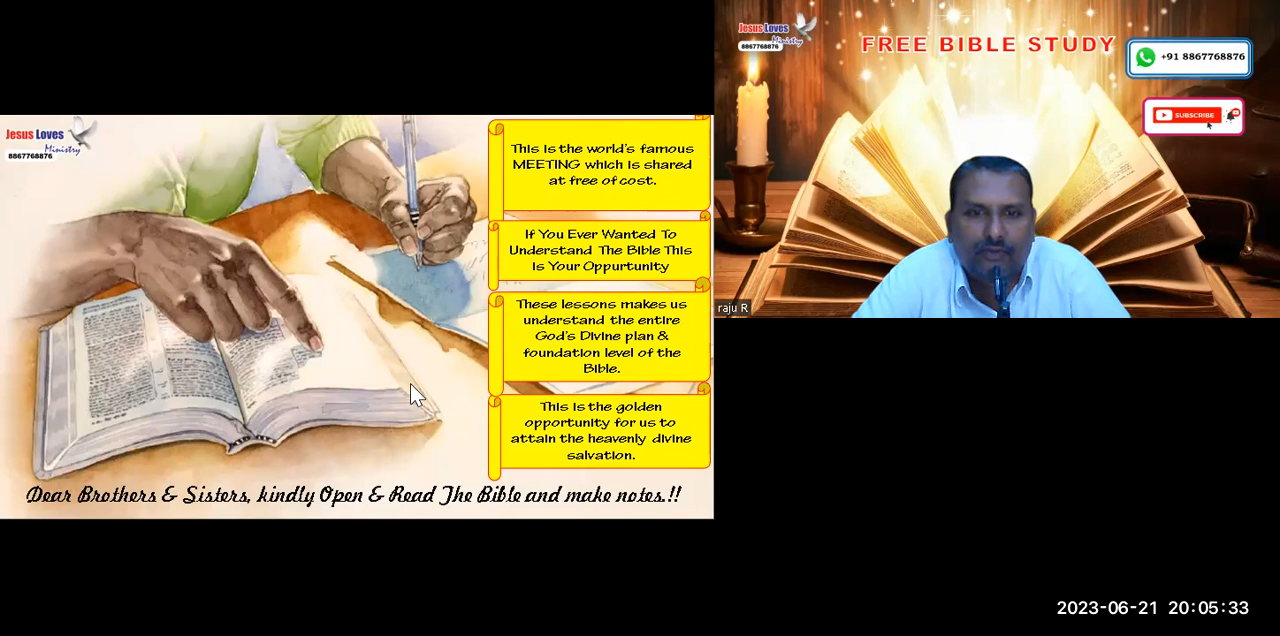 Jesus Loves
Ministry
8867768876
This is the world's famous
MEETING which is shared
at free of cost.
If You Ever Wanted To
Understand The Bible This
is Your Oppurtunity
These lessons makes us
understand the entire
God's Divine plan &
foundation level of the
Bible.
This is the golden
opportunity for us to
attain the heavenly divine
salvation.
Dear Brothers & Sisters, kindly Open & Read The Bible and make notes.!!
Jesus Loves
Ministry
8867768876
FREE BIBLE STUDY
+91 8867768876
SUBSCRIBE
raju R
2023-06-21 20:05:33